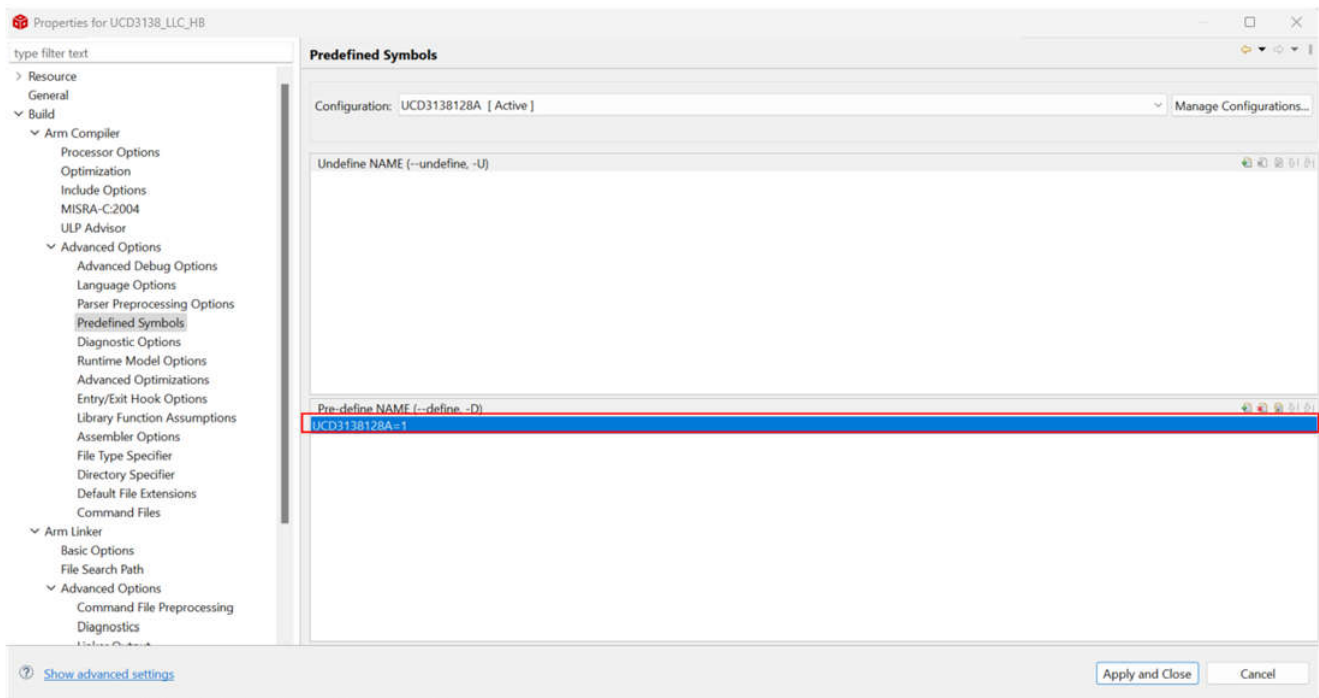 Properties for UCD3138_LLC_HB
type filter text
Resource
General
Build
Arm Compiler
Processor Options
Optimization
Include Options
MISRA-C:2004
ULP Advisor
Advanced Options
Advanced Debug Options
Language Options
Parser Preprocessing Options
Predefined Symbols
Diagnostic Options
Runtime Model Options
Advanced Optimizations
Entry/Exit Hook Options
Library Function Assumptions
Assembler Options
File Type Specifier
Directory Specifier
Default File Extensions
Command Files
Arm Linker
Basic Options
File Search Path
Advanced Options
Command File Preprocessing
Diagnostics
Linker Output
Predefined Symbols
Configuration: UCD3138128A [ Active ] Manage Configurations...
Undefine NAME (--undefine, -U)
Pre-define NAME (--define, -D)
UCD3138128A=1
Show advanced settings
Apply and Close Cancel